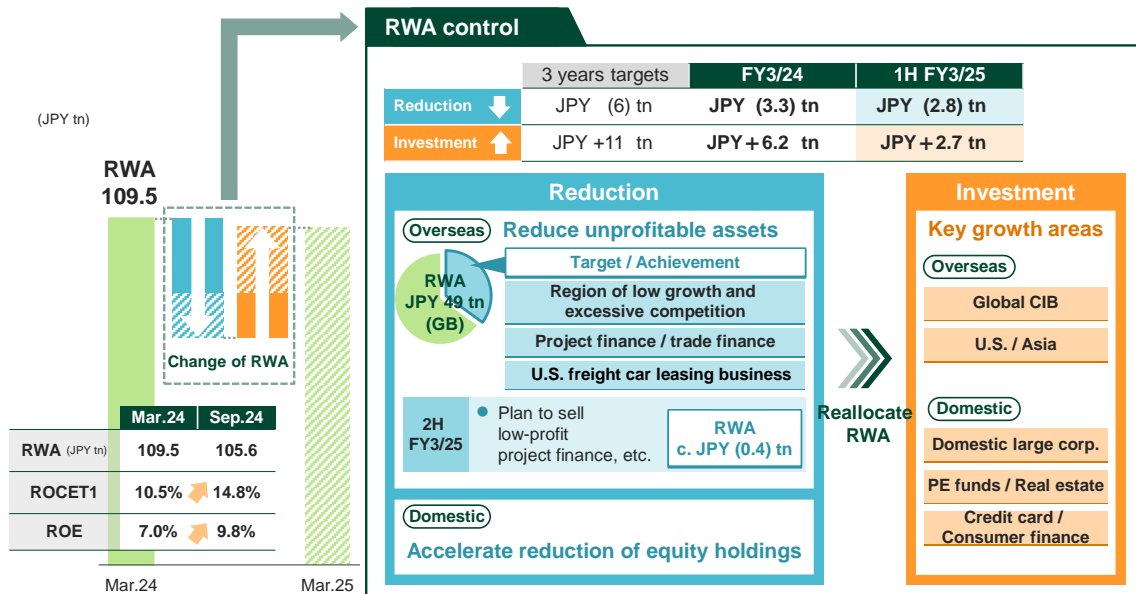 RWA control
(JPY tn)
3 years targets FY3/24 1H FY3/25
Reduction JPY (6) tn JPY (3.3) tn JPY (2.8) tn
Investment JPY +11 tn JPY+6.2 tn JPY+2.7 tn
RWA
109.5
Change of RWA
Mar.24 Sep.24
RWA (JPY tn) 109.5 105.6
ROCET1 10.5% 14.8%
ROE 7.0% 9.8%
Mar.24 Mar.25
Reduction
Overseas Reduce unprofitable assets
RWA
JPY 49 tn
(GB)
Target / Achievement
Region of low growth and
excessive competition
Project finance / trade finance
U.S. freight car leasing business
2H
FY3/25
● Plan to sell
low-profit
project finance, etc.
RWA
c. JPY (0.4) tn
Domestic
Accelerate reduction of equity holdings
Reallocate
RWA
Investment
Key growth areas
Overseas
Global CIB
U.S. / Asia
Domestic
Domestic large corp.
PE funds / Real estate
Credit card /
Consumer finance